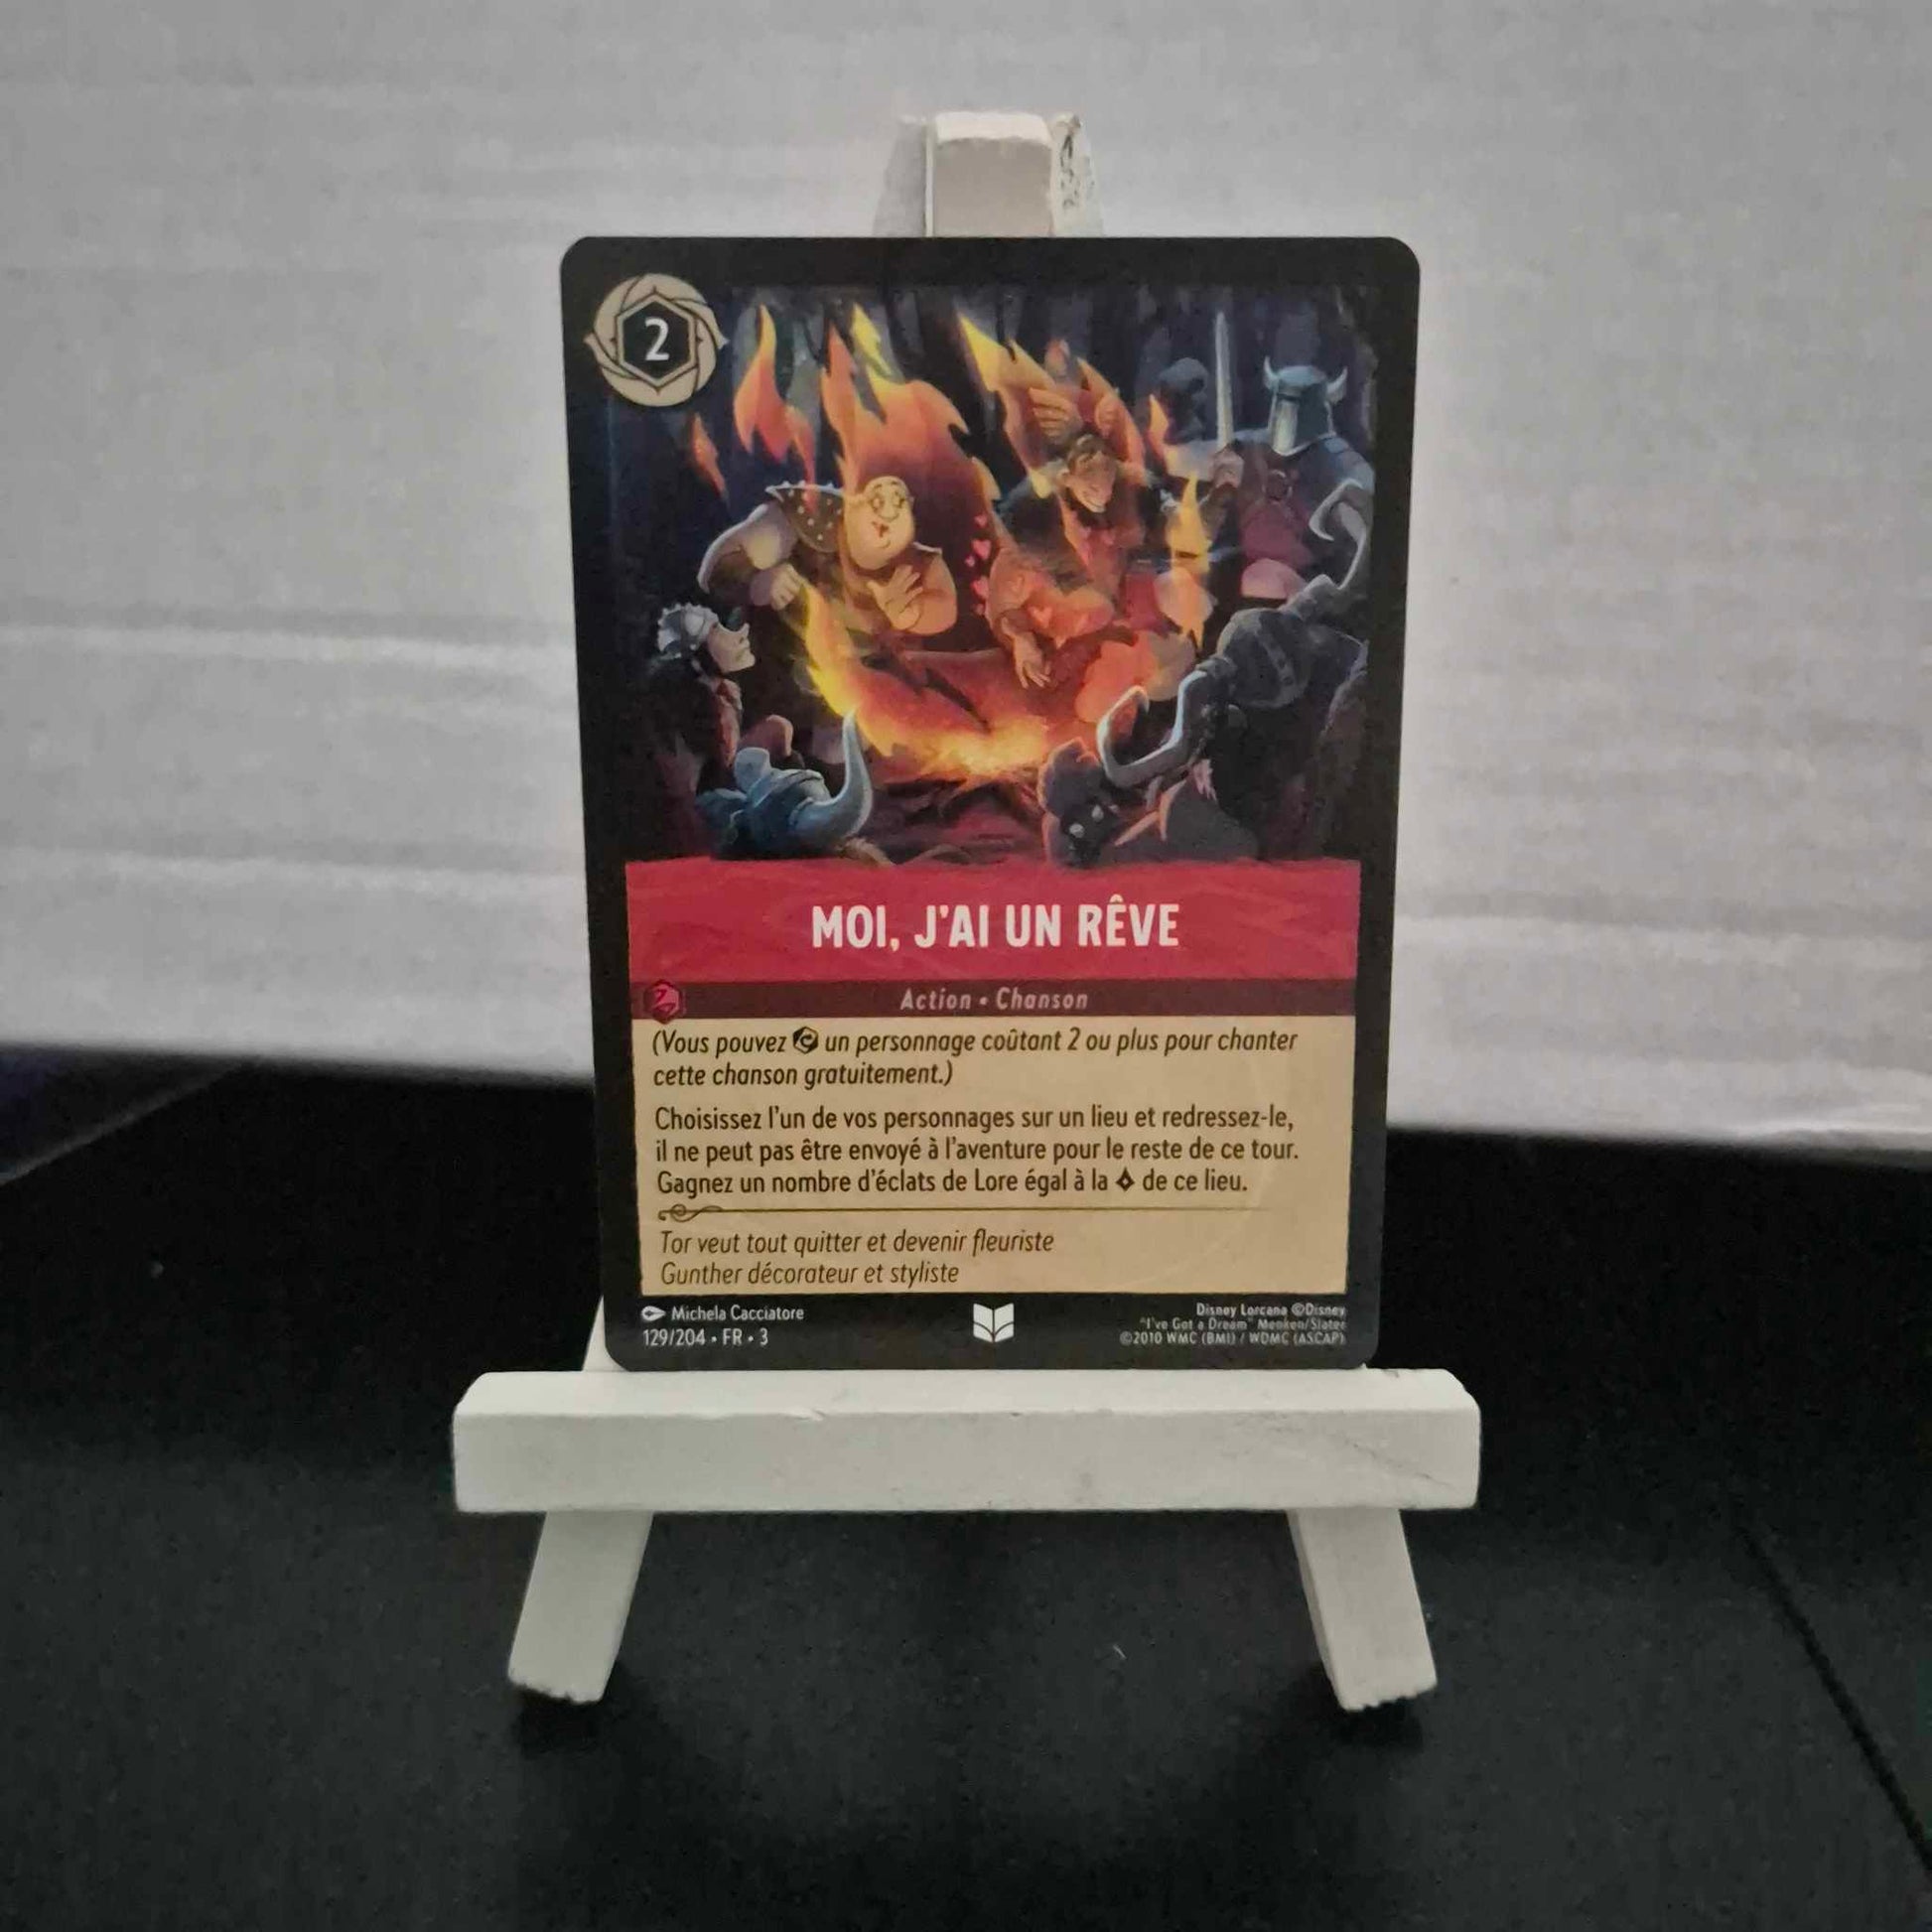 2
MOI, J'AI UN RÊVE
Action • Chanson
(Vous pouvez un personnage coûtant 2 ou plus pour chanter
cette chanson gratuitement.)
Choisissez l'un de vos personnages sur un lieu et redressez-le,
il ne peut pas être envoyé à l'aventure pour le reste de ce tour.
Gagnez un nombre d'éclats de Lore égal à la de ce lieu.
Tor veut tout quitter et devenir fleuriste
Gunther décorateur et styliste
Michela Cacciatore
129/204 • FR • 3
Disney Lorcana ©Disney
"I've Got a Dream" Menken/Slater
©2010 WMC (BMI) / WDMC (ASCAP)